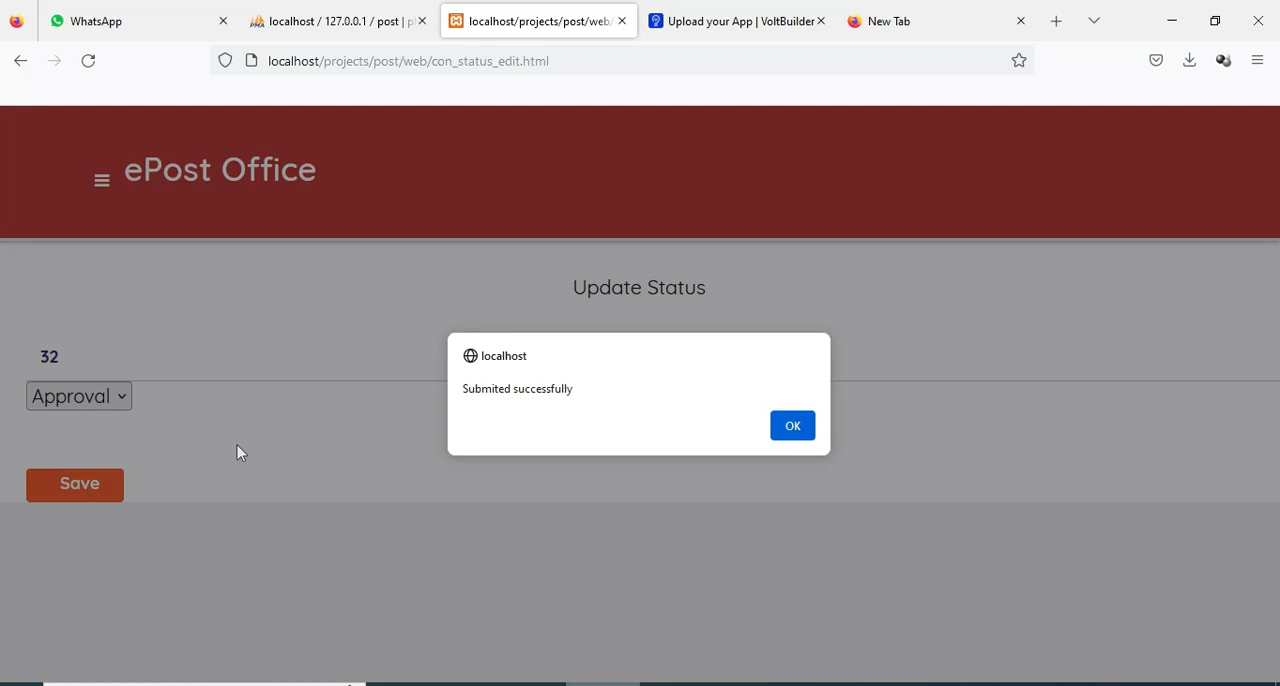 WhatsApp
localhost / 127.0.0.1 / post | p
localhost/projects/post/web/
Upload your App | VoltBuilder
New Tab
localhost/projects/post/web/con_status_edit.html
ePost Office
Update Status
32
localhost
Submited successfully
OK
Approval
Save